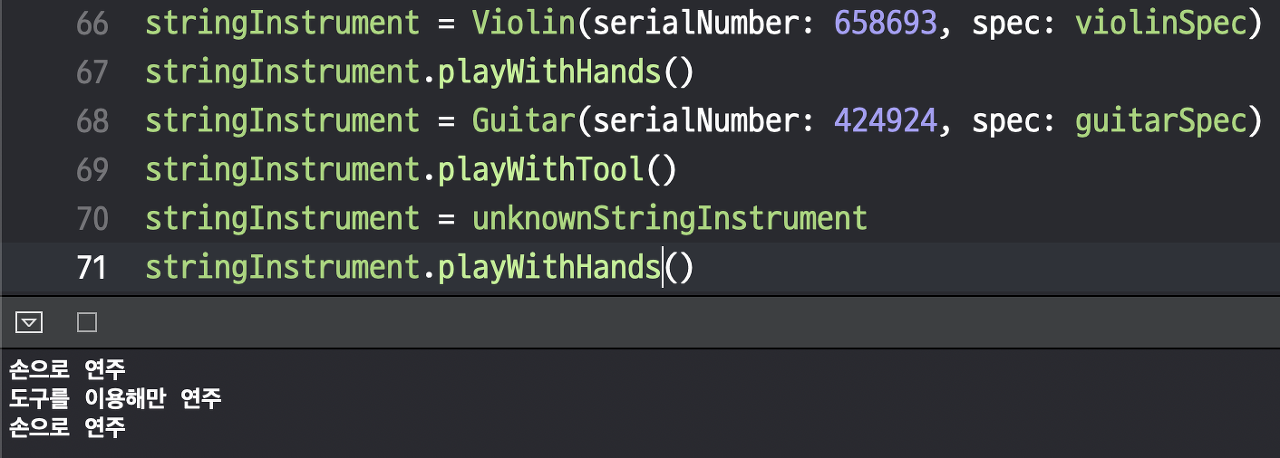 66 stringInstrument = Violin(serialNumber: 658693, spec: violinSpec)
67 stringInstrument.playWithHands()
68 stringInstrument = Guitar(serialNumber: 424924, spec: guitarSpec)
69 stringInstrument.playWithTool()
70 stringInstrument = unknownStringInstrument
71 stringInstrument.playWithHands()
손으로 연주
도구를 이용해만 연주
손으로 연주